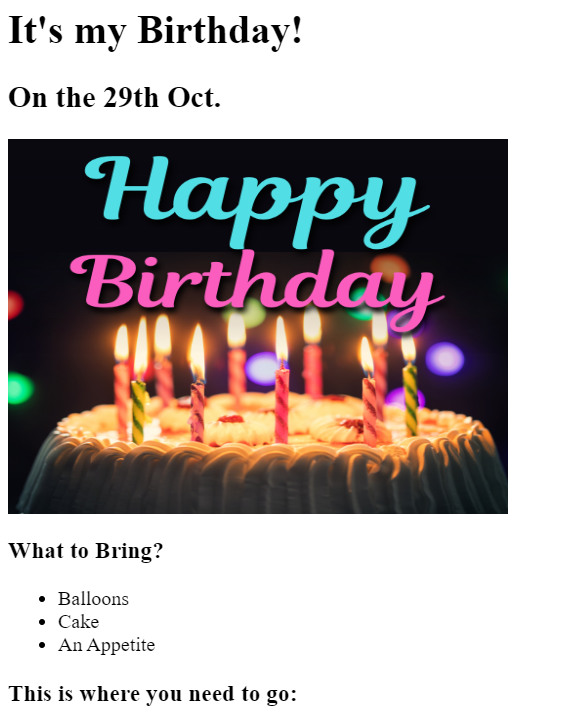 It's my Birthday!
On the 29th Oct.
Happy
Birthday
What to Bring?
Balloons
Cake
An Appetite
This is where you need to go: